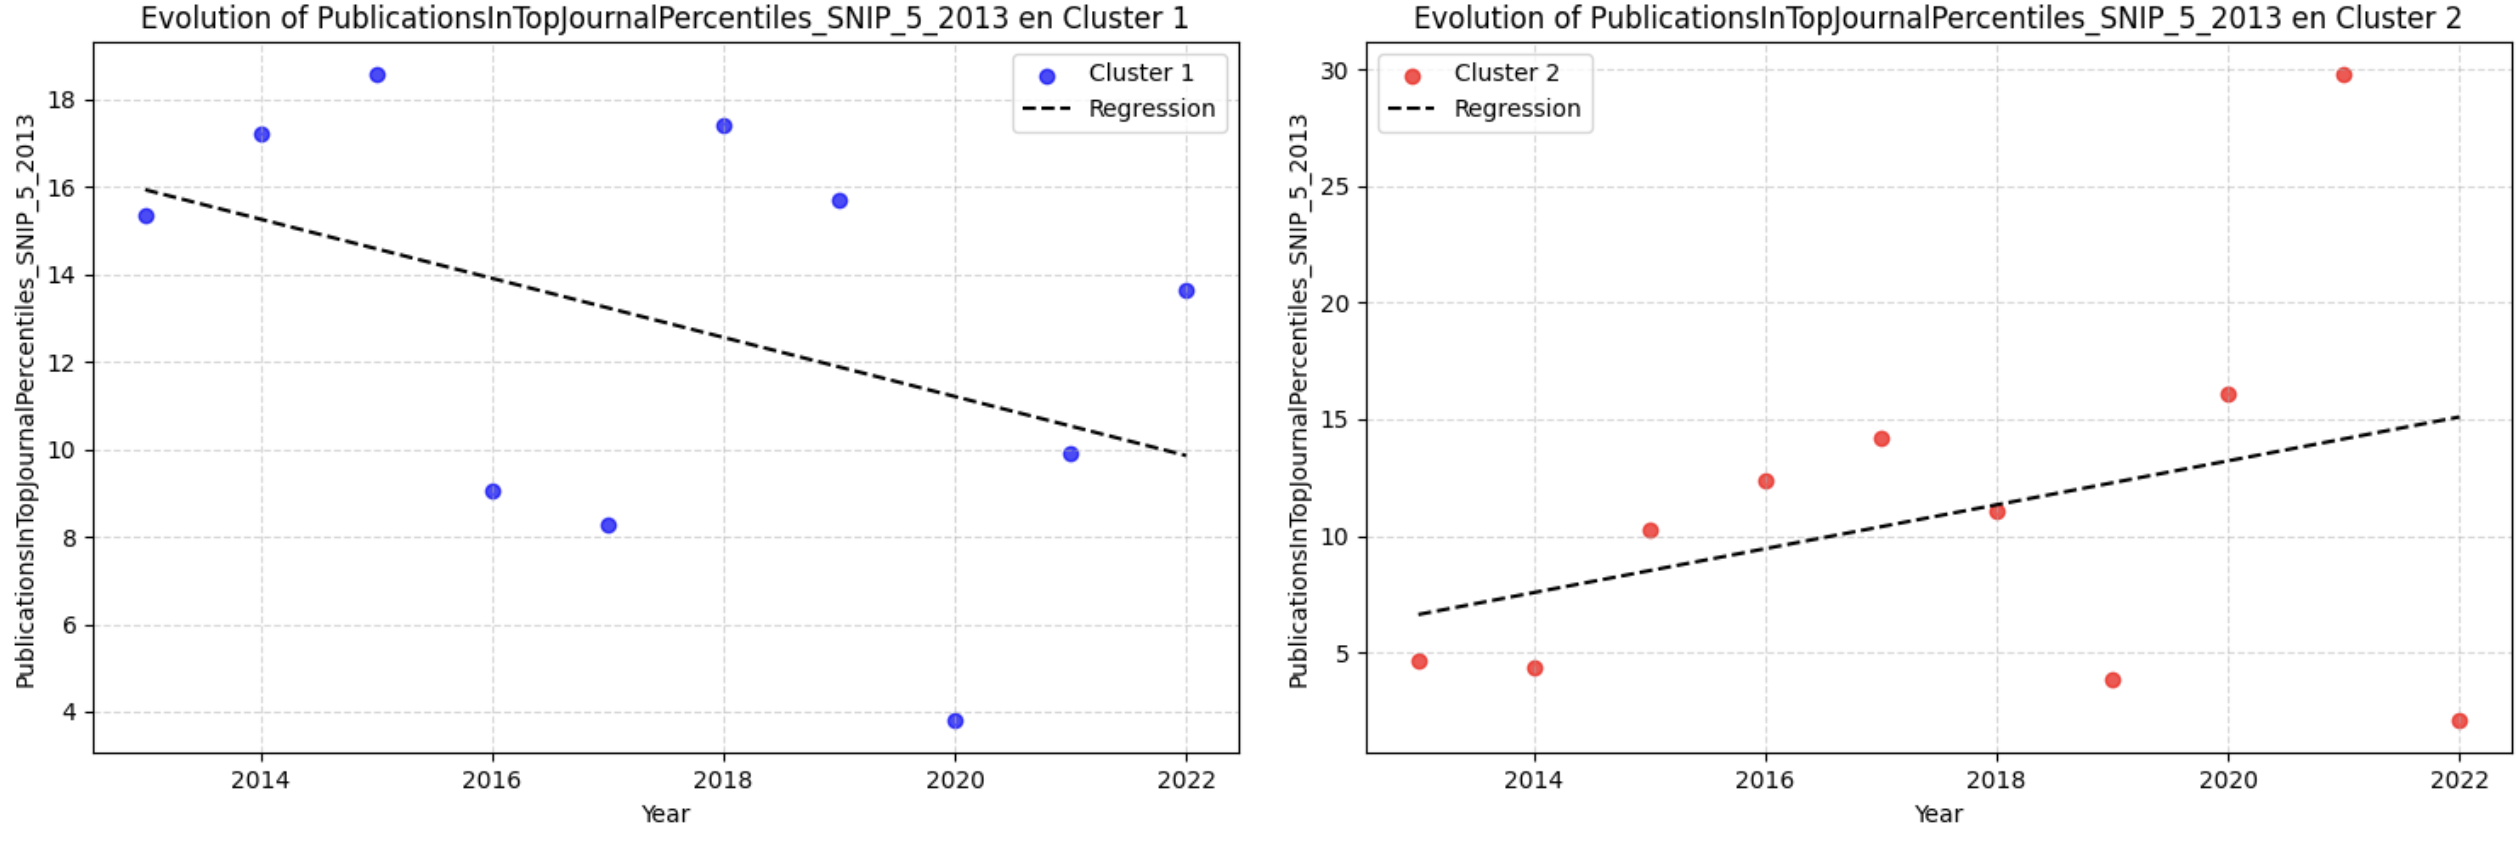 Evolution of PublicationsInTopJournalPercentiles_SNIP_5_2013 en Cluster 1
Cluster 1
Regression
PublicationsInTopJournalPercentiles_SNIP_5_2013
18
16
14
12
10
8
6
4
2014 2016 2018 2020 2022
Year
Evolution of PublicationsInTopJournalPercentiles_SNIP_5_2013 en Cluster 2
Cluster 2
Regression
PublicationsInTopJournalPercentiles_SNIP_5_2013
30
25
20
15
10
5
2014 2016 2018 2020 2022
Year